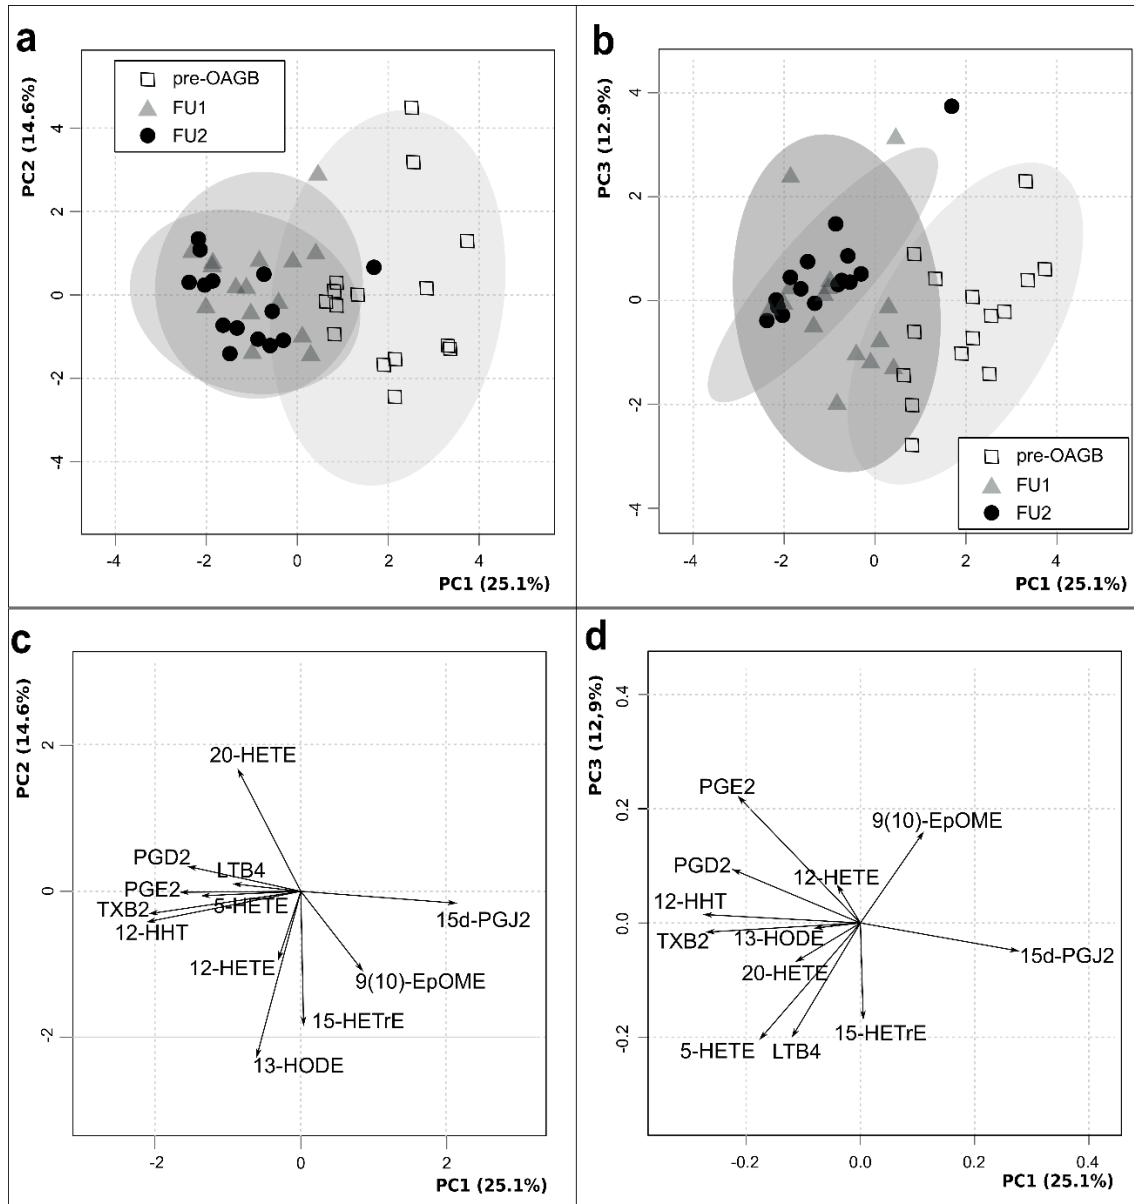 a
PC2 (14.6%)
pre-OAGB
FU1
FU2
4
2
0
-2
-4
-4
-2
0
2
4
PC1 (25.1%)
b
PC3 (12.9%)
4
2
0
-2
-4
pre-OAGB
FU1
FU2
-4
-2
0
2
4
PC1 (25.1%)
c
PC2 (14.6%)
2
0
-2
20-HETE
PGD2
LTB4
PGE2
5-HETE
TXB2
12-HHT
15d-PGJ2
12-HETE
9(10)-EpOME
15-HETrE
13-HODE
-2
0
2
PC1 (25.1%)
d
PC3 (12,9%)
0.4
0.2
0.0
-0.2
PGE2
9(10)-EpOME
PGD2
12-HETE
12-HHT
TXB2
13-HODE
15d-PGJ2
20-HETE
15-HETrE
5-HETE
LTB4
-0.2
0.0
0.2
0.4
PC1 (25.1%)